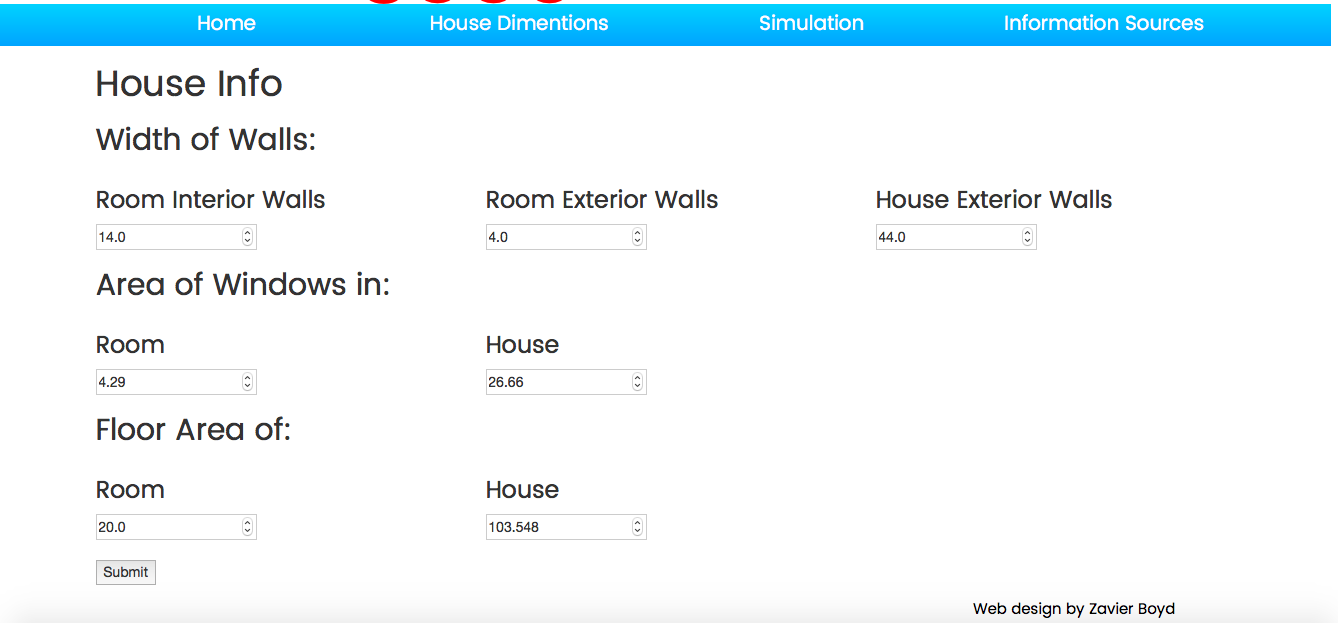 Home House Dimentions Simulation Information Sources
House Info
Width of Walls:
Room Interior Walls Room Exterior Walls House Exterior Walls
14.0 4.0 44.0
Area of Windows in:
Room House
4.29 26.66
Floor Area of:
Room House
20.0 103.548
Submit
Web design by Zavier Boyd